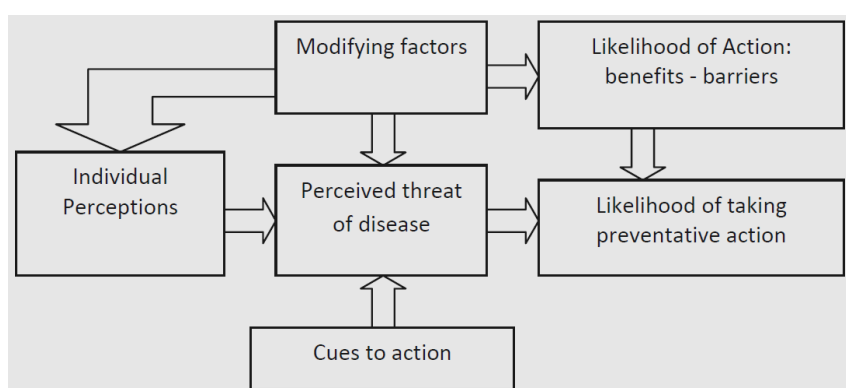 Modifying factors
Likelihood of Action:
benefits - barriers
Individual
Perceptions
Perceived threat
of disease
Likelihood of taking
preventative action
Cues to action